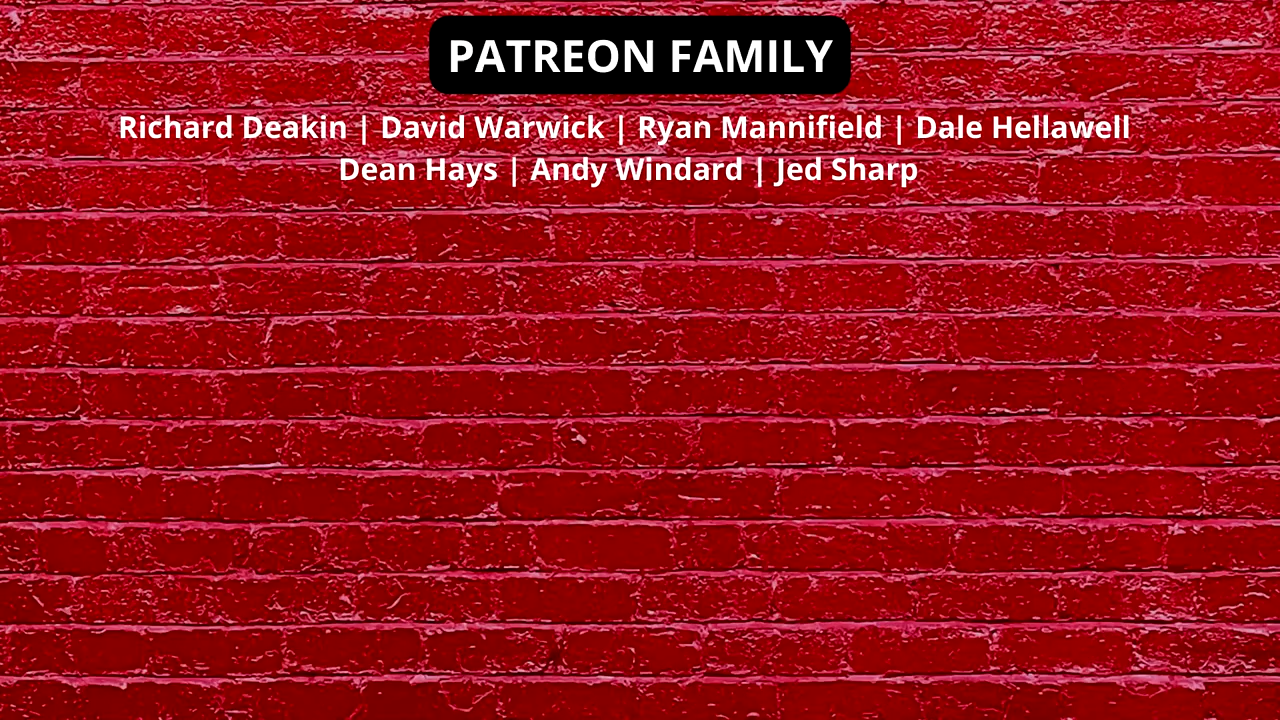 PATREON FAMILY
Richard Deakin | David Warwick | Ryan Mannifield | Dale Hellawell
Dean Hays | Andy Windard | Jed Sharp